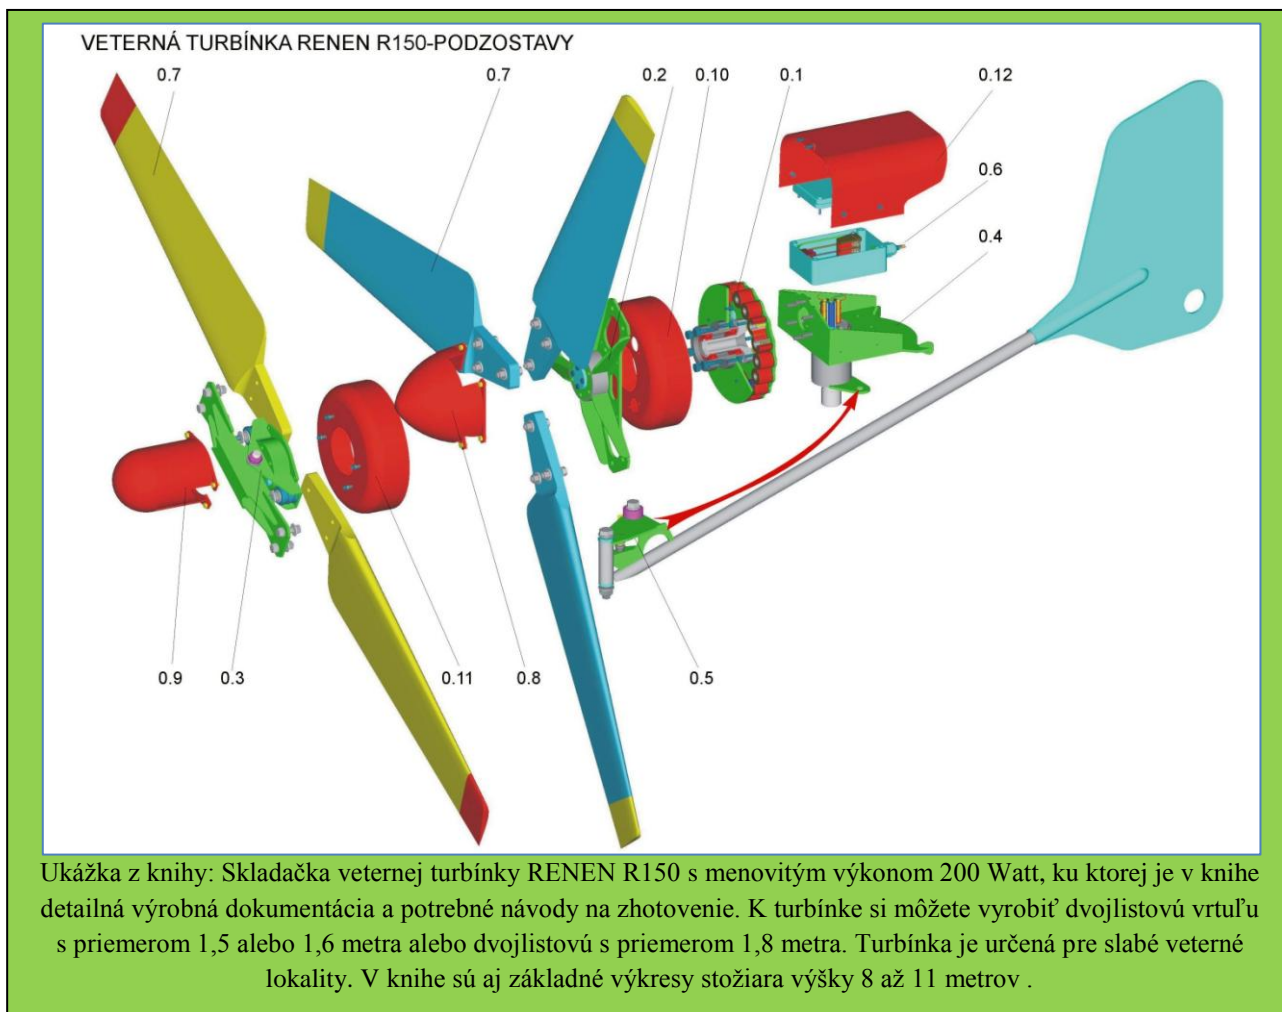 VETERNÁ TURBÍNKA RENEN R150-PODZOSTAVY
0.7
0.7
0.2
0.10
0.1
0.12
0.6
0.4
0.9
0.3
0.11
0.8
0.5
Ukážka z knihy: Skladačka veternej turbínky RENEN R150 s menovitým výkonom 200 Watt, ku ktorej je v knihe
detailná výrobná dokumentácia a potrebné návody na zhotovenie. K turbínke si môžete vyrobiť dvojlistovú vrtuľu
s priemerom 1,5 alebo 1,6 metra alebo dvojlistovú s priemerom 1,8 metra. Turbínka je určená pre slabé veterné
lokality. V knihe sú aj základné výkresy stožiara výšky 8 až 11 metrov .